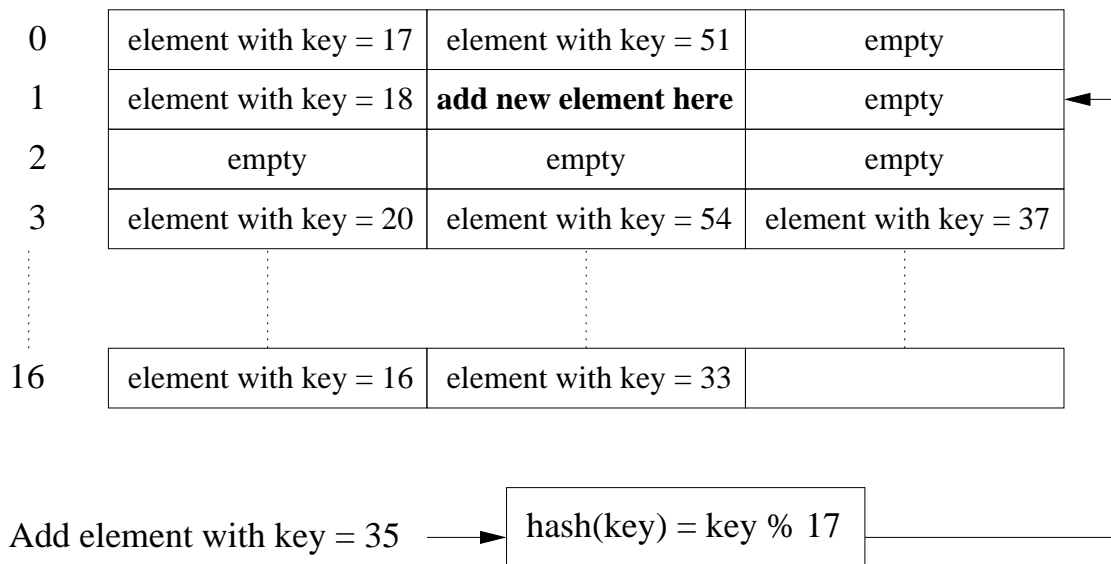 0 element with key = 17 element with key = 51 empty
1 element with key = 18 add new element here empty
2 empty empty empty
3 element with key = 20 element with key = 54 element with key = 37
16 element with key = 16 element with key = 33
Add element with key = 35 hash(key) = key % 17